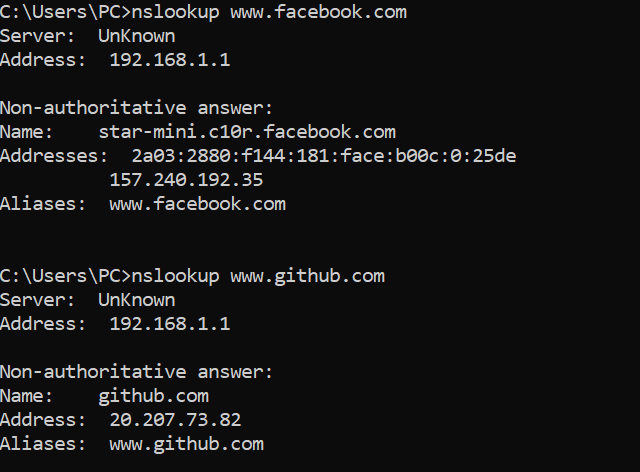 C:\Users\PC>nslookup www.facebook.com
Server:  UnKnown
Address:  192.168.1.1

Non-authoritative answer:
Name:    star-mini.c10r.facebook.com
Addresses:  2a03:2880:f144:181:face:b00c:0:25de
          157.240.192.35
Aliases:  www.facebook.com


C:\Users\PC>nslookup www.github.com
Server:  UnKnown
Address:  192.168.1.1

Non-authoritative answer:
Name:    github.com
Address:  20.207.73.82
Aliases:  www.github.com